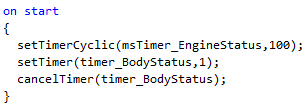 on start
{
setTimerCyclic(msTimer_EngineStatus,100);
setTimer(timer_BodyStatus,1);
cancelTimer(timer_BodyStatus);
}